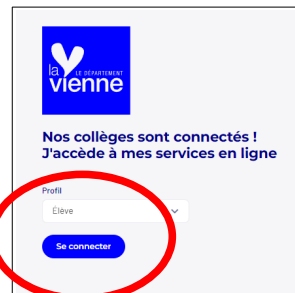 la
LE DÉPARTEMENT
vienne
Nos collèges sont connectés !
J'accède à mes services en ligne
Profil
Élève
Se connecter